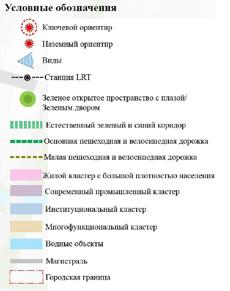 Условные обозначения
Ключевой ориентир
Наземный ориентир
Виды
Станция LRT
Зеленое открытое пространство с плазой/
Зеленым двором
Естественный зеленый и синий коридор
Основная пешеходная и велосипедная дорожка
Малая пешеходная и велосипедная дорожка
Жилой кластер с большой плотностью населения
Современный промышленный кластер
Институциональный кластер
Многофункциональный кластер
Водные объекты
Магистраль
Городская граница